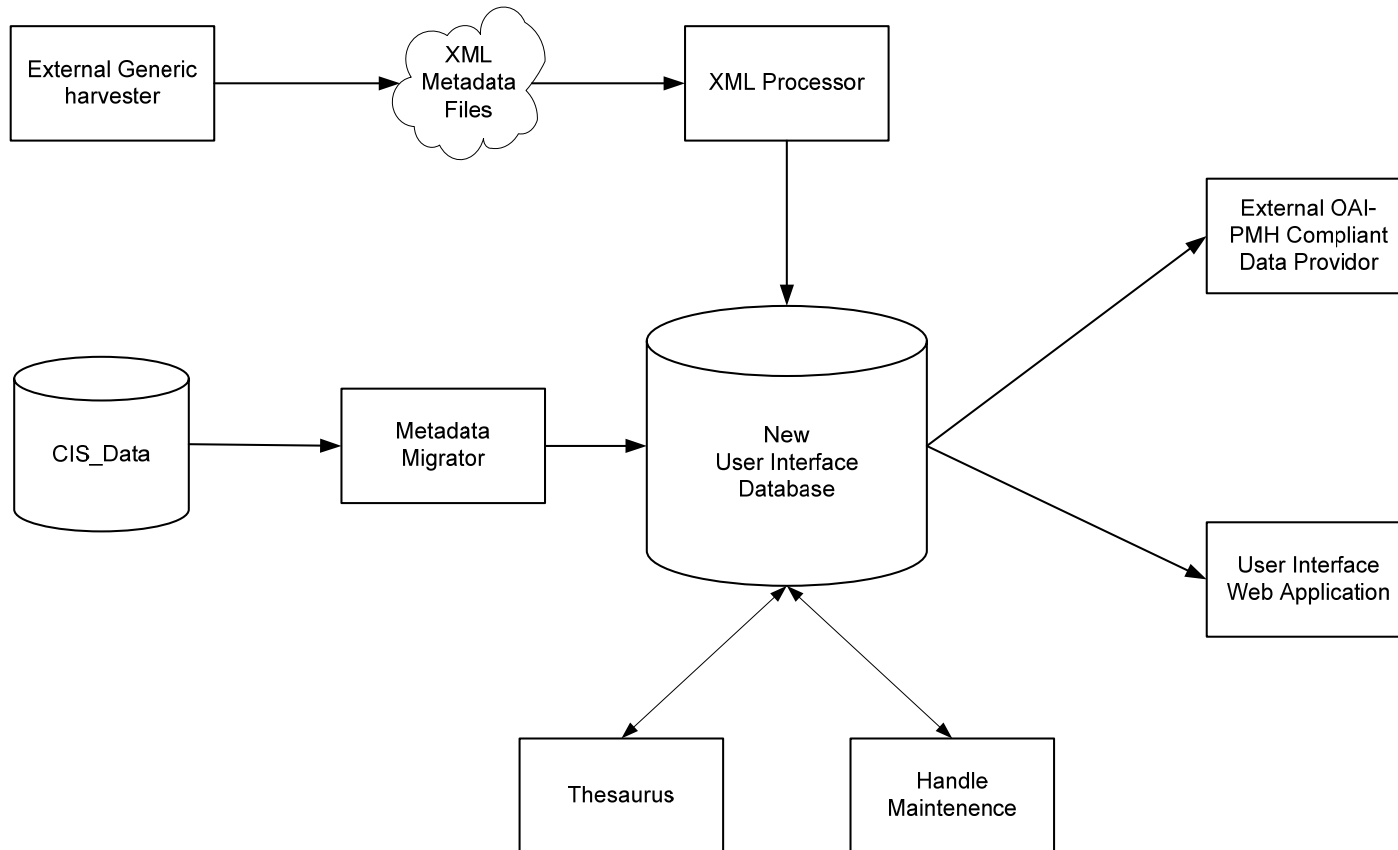 External Generic
harvester
XML
Metadata
Files
XML Processor
External OAI-
PMH Compliant
Data Providor
CIS_Data
Metadata
Migrator
New
User Interface
Database
User Interface
Web Application
Thesaurus
Handle
Maintenence